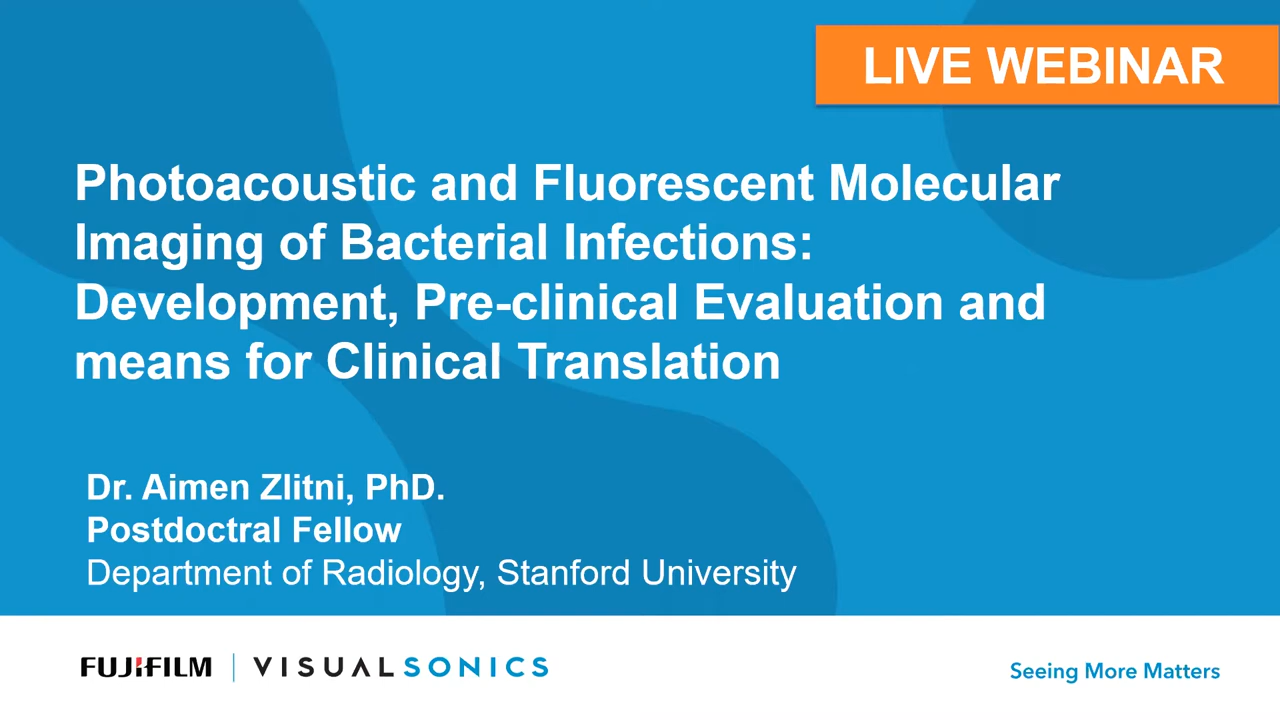 LIVE WEBINAR
Photoacoustic and Fluorescent Molecular
Imaging of Bacterial Infections:
Development, Pre-clinical Evaluation and
means for Clinical Translation
Dr. Aimen Zlitni, PhD.
Postdoctral Fellow
Department of Radiology, Stanford University
FUJIFILM | VISUALSONICS
Seeing More Matters